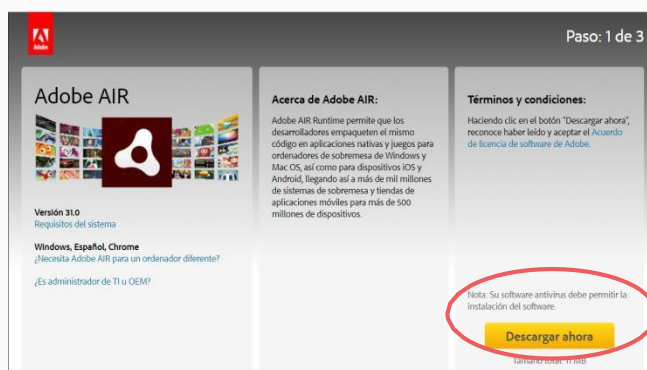 Adobe
Paso: 1 de 3
Adobe AIR
Versión 31.0
Requisitos del sistema
Windows, Español, Chrome
¿Necesita Adobe AIR para un ordenador diferente?
¿Es administrador de TI u OEM?
Acerca de Adobe AIR:
Adobe AIR Runtime permite que los
desarrolladores empaqueten el mismo
código en aplicaciones nativas y juegos para
ordenadores de sobremesa de Windows y
Mac OS, así como para dispositivos iOS y
Android, llegando así a más de mil millones
de sistemas de sobremesa y tiendas de
aplicaciones móviles para más de 500
millones de dispositivos.
Términos y condiciones:
Haciendo clic en el botón "Descargar ahora",
reconoce haber leído y aceptar el Acuerdo
de licencia de software de Adobe.
Nota: Su software antivirus debe permitir la
instalación del software.
Descargar ahora
Tamaño total: 11 MB